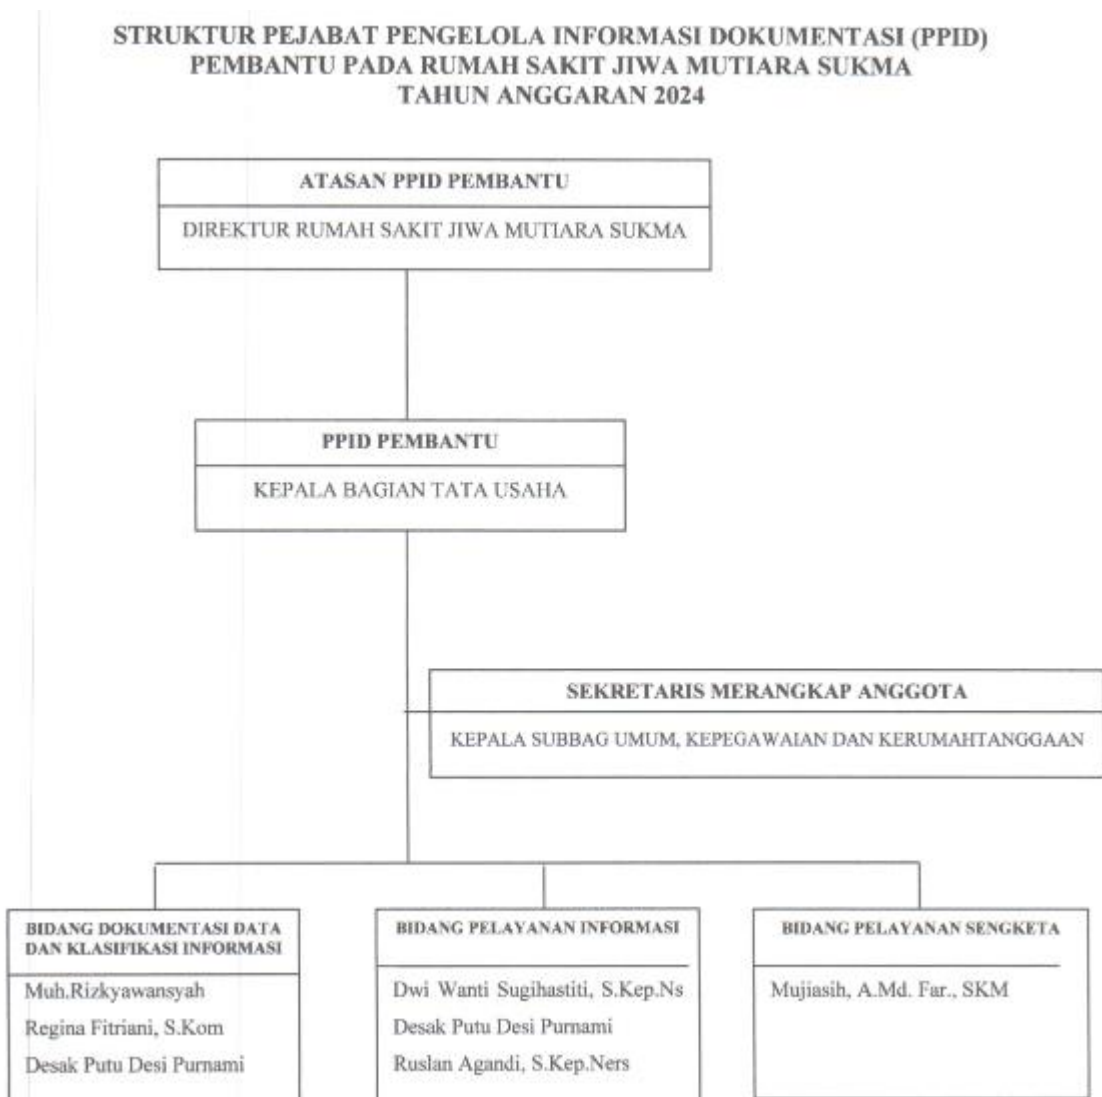 STRUKTUR PEJABAT PENGELOLA INFORMASI DOKUMENTASI (PPID)
PEMBANTU PADA RUMAH SAKIT JIWA MUTIARA SUKMA
TAHUN ANGGARAN 2024
ATASAN PPID PEMBANTU
DIREKTUR RUMAH SAKIT JIWA MUTIARA SUKMA
PPID PEMBANTU
KEPALA BAGIAN TATA USAHA
SEKRETARIS MERANGKAP ANGGOTA
KEPALA SUBBAG UMUM, KEPEGAWAIAN DAN KERUMAHTANGGAAN
BIDANG DOKUMENTASI DATA
DAN KLASIFIKASI INFORMASI
Muh.Rizkyawansyah
Regina Fitriani, S.Kom
Desak Putu Desi Purnami
BIDANG PELAYANAN INFORMASI
Dwi Wanti Sugihastiti, S.Kep.Ns
Desak Putu Desi Purnami
Ruslan Agandi, S.Kep.Ners
BIDANG PELAYANAN SENGKETA
Mujiasih, A.Md. Far., SKM